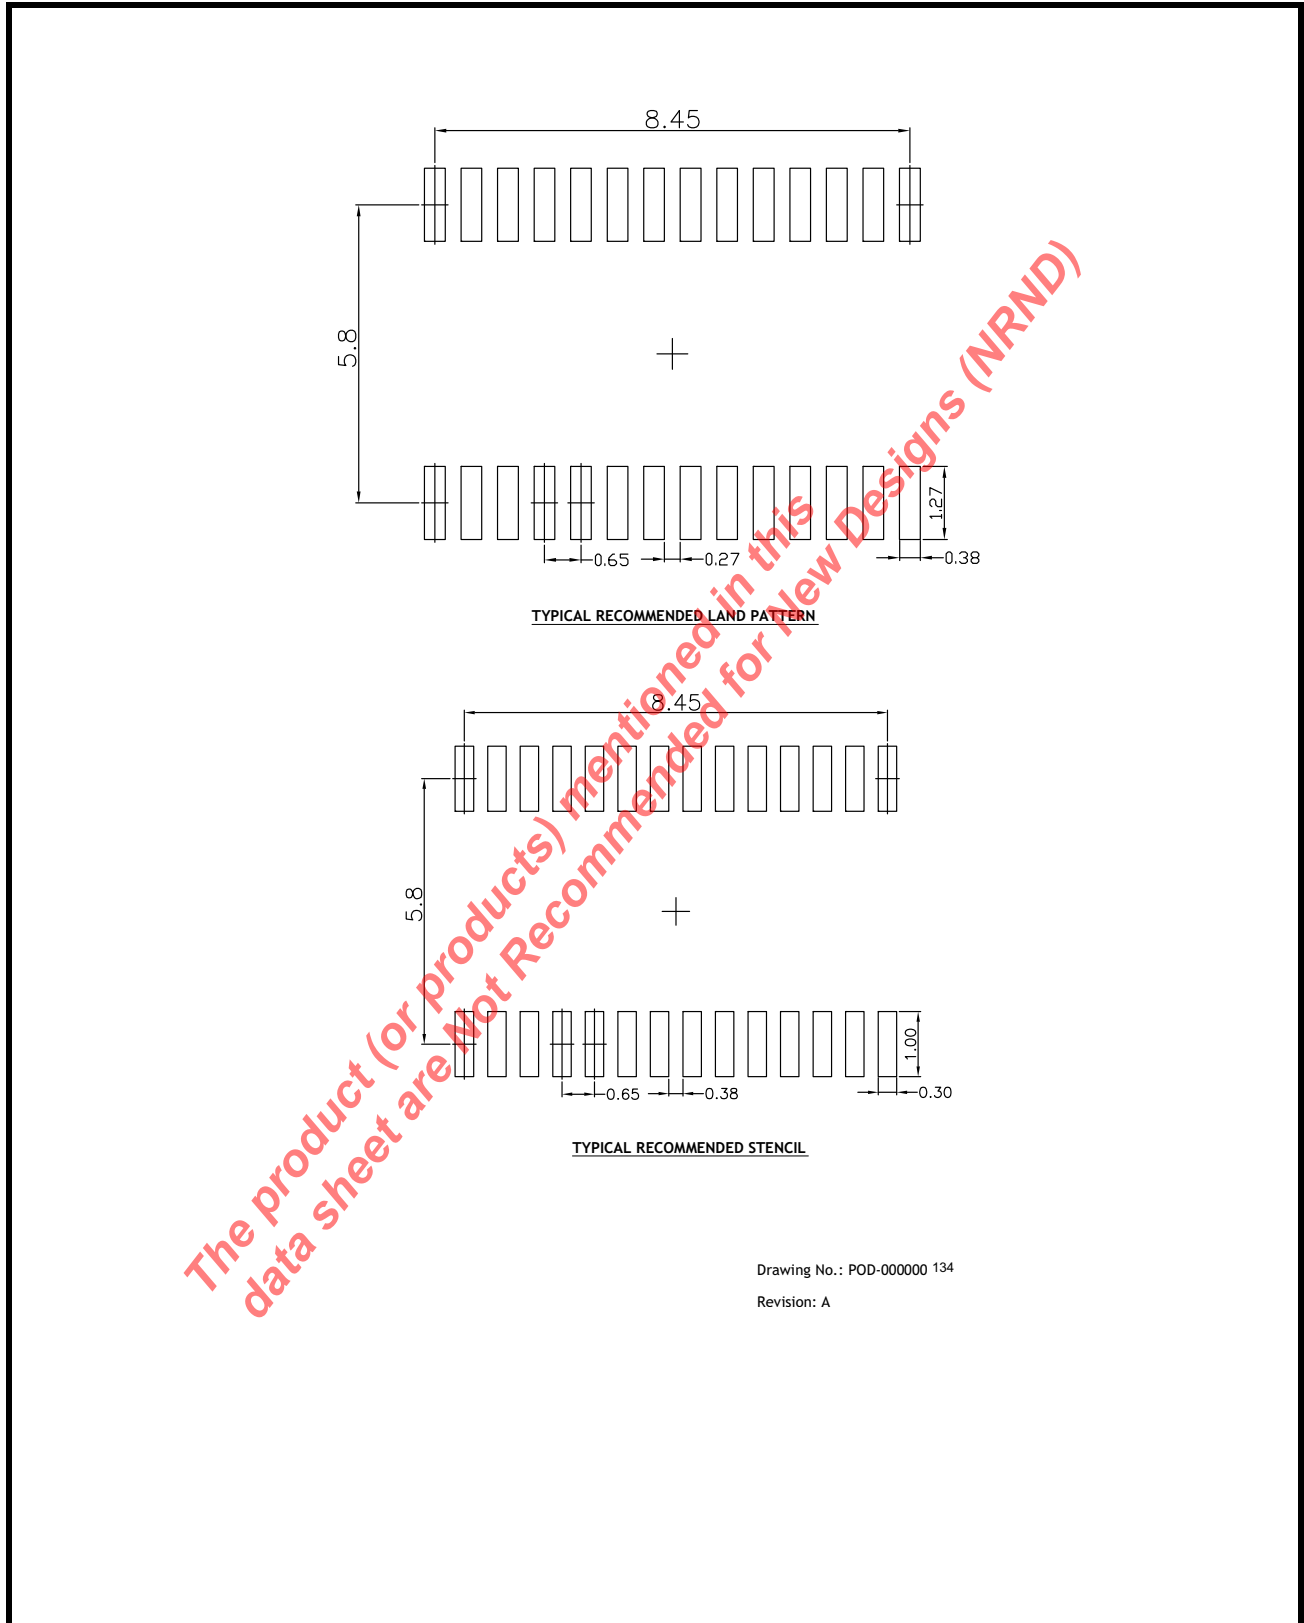 8.45
5.8
1.27
0.65
0.27
0.38
TYPICAL RECOMMENDED LAND PATTERN
8.45
5.8
1.00
0.65
0.38
0.30
TYPICAL RECOMMENDED STENCIL
The product (or products) mentioned in this
data sheet are Not Recommended for New Designs (NRND)
Drawing No.: POD-000000 134
Revision: A